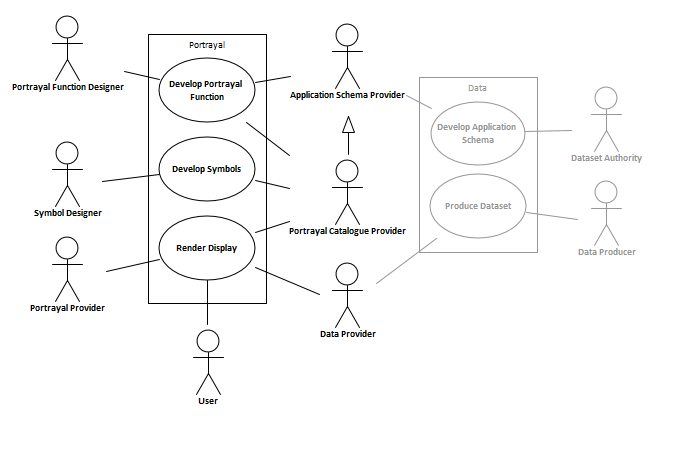 Portrayal
Portrayal Function Designer
Develop Portrayal
Function
Application Schema Provider
Data
Develop Application
Schema
Dataset Authority
Symbol Designer
Develop Symbols
Portrayal Catalogue Provider
Produce Dataset
Data Producer
Portrayal Provider
Render Display
Data Provider
User